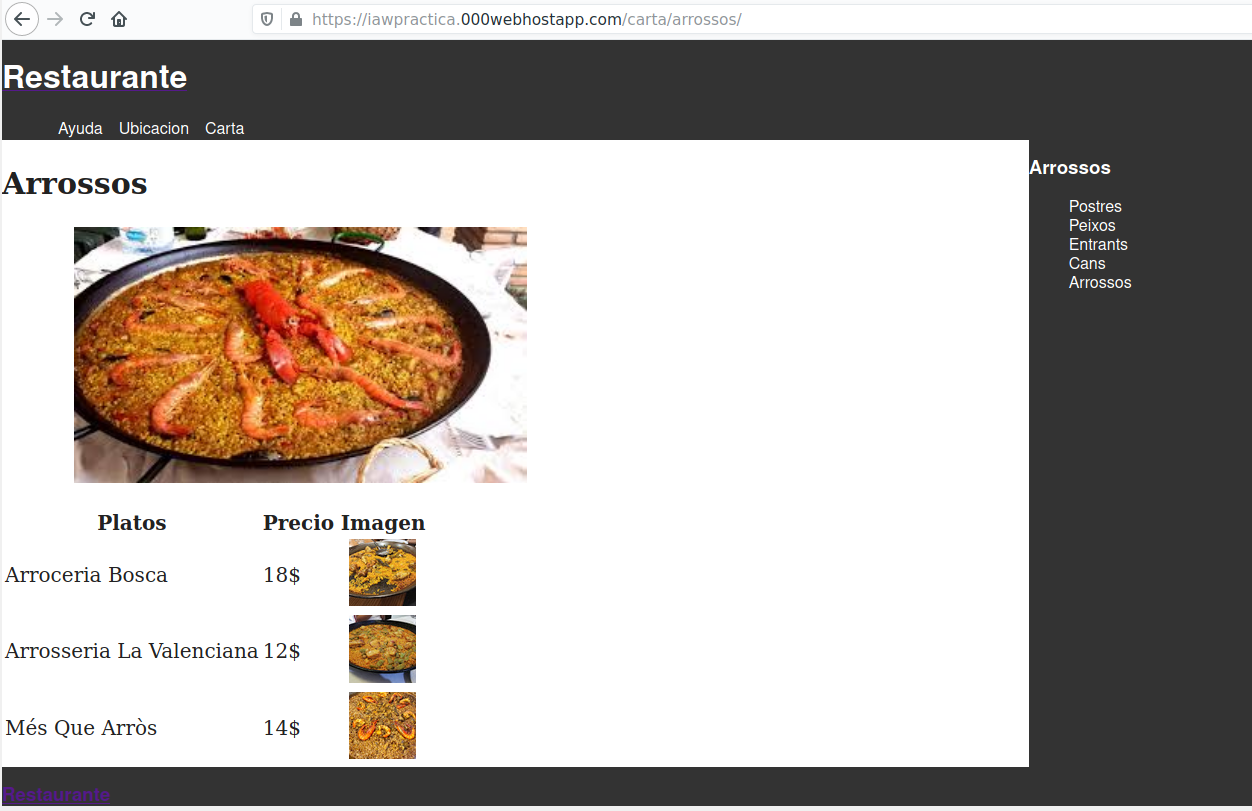 https://iawpractica.000webhostapp.com/carta/arrossos/
Restaurante
Ayuda Ubicacion Carta
Arrossos
Platos Precio Imagen
Arroceria Bosca 18$
Arrosseria La Valenciana 12$
Més Que Arròs 14$
Arrossos
Postres
Peixos
Entrants
Cans
Arrossos
Restaurante